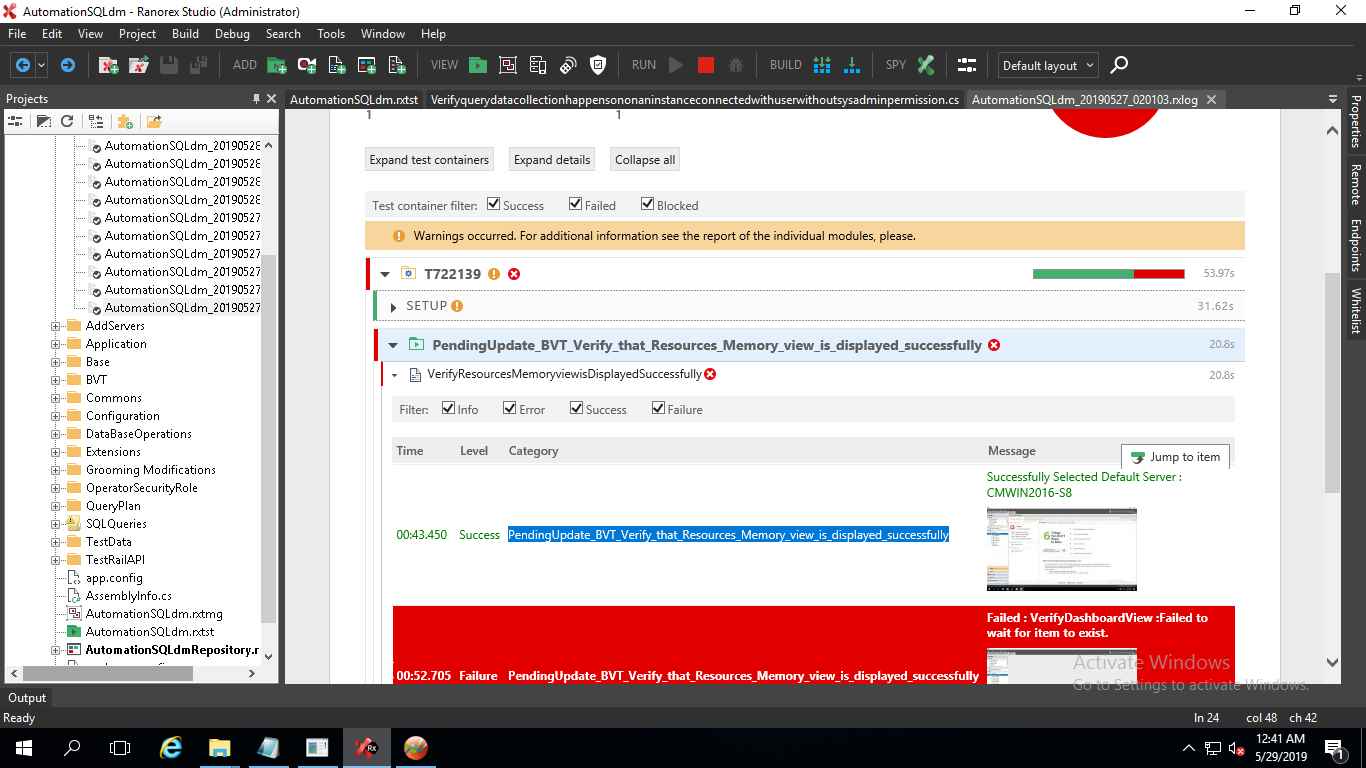 AutomationSQLdm - Ranorex Studio (Administrator)
File Edit View Project Build Debug Search Tools Window Help
ADD VIEW RUN BUILD SPY Default layout
Projects
AutomationSQLdm.rxtst Verifyquerydatacollectionhappensononaninstanceconnectedwithuserwithoutsysadminpermission.cs AutomationSQLdm_20190527_020103.rxlog
AutomationSQLdm_20190528
AutomationSQLdm_20190528
AutomationSQLdm_20190528
AutomationSQLdm_20190528
AutomationSQLdm_20190527
AutomationSQLdm_20190527
AutomationSQLdm_20190527
AutomationSQLdm_20190527
AutomationSQLdm_20190527
AutomationSQLdm_20190527
AddServers
Application
Base
BVT
Commons
Configuration
DataBaseOperations
Extensions
Grooming Modifications
OperatorSecurityRole
QueryPlan
SQLQueries
TestData
TestRailAPI
app.config
AssemblyInfo.cs
AutomationSQLdm.rxtmg
AutomationSQLdm.rxtst
AutomationSQLdmRepository.r
1 1
Expand test containers Expand details Collapse all
Test container filter: Success Failed Blocked
Warnings occurred. For additional information see the report of the individual modules, please.
T722139 53.97s
SETUP 31.62s
PendingUpdate_BVT_Verify_that_Resources_Memory_view_is_displayed_successfully 20.8s
VerifyResourcesMemoryviewisDisplayedSuccessfully 20.8s
Filter: Info Error Success Failure
Time Level Category Message
Jump to item
Successfully Selected Default Server :
CMWIN2016-S8
00:43.450 Success PendingUpdate_BVT_Verify_that_Resources_Memory_view_is_displayed_successfully
Failed : VerifyDashboardView :Failed to
wait for item to exist.
00:52.705 Failure PendingUpdate_BVT_Verify_that_Resources_Memory_view_is_displayed_successfully
Activate Windows
Go to Settings to activate Windows.
Properties
Remote Endpoints
Whitelist
Output
Ready
ln 24 col 48 ch 42
12:41 AM
5/29/2019
1